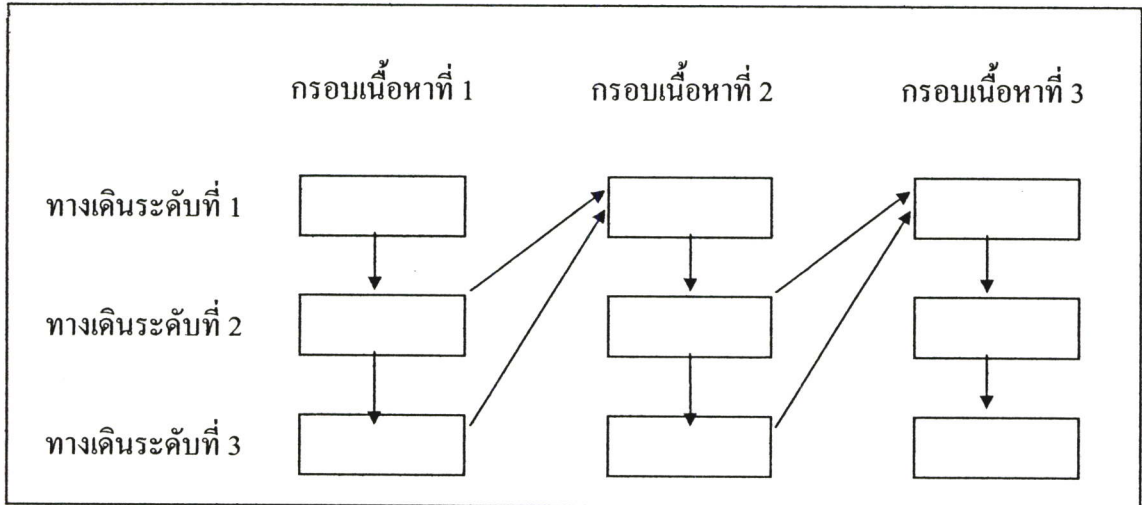 กรอบเนื้อหาที่ 1 กรอบเนื้อหาที่ 2 กรอบเนื้อหาที่ 3
ทางเดินระดับที่ 1
ทางเดินระดับที่ 2
ทางเดินระดับที่ 3